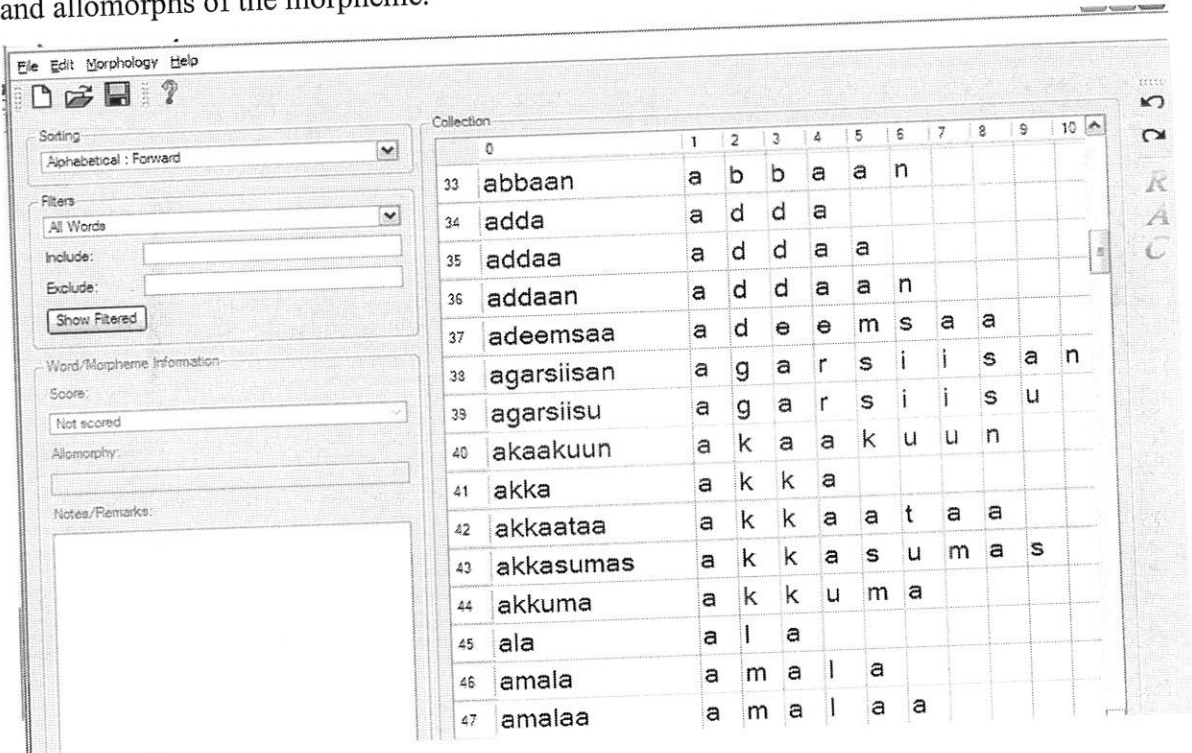 and allomorphs of the morpheme.
File Edit Morphology Help
Sorting
Alphabetical : Forward
Filters
All Words
Include:
Exclude:
Show Filtered
Word/Morpheme Information
Score:
Not scored
Allomorphy:
Notes/Remarks:
Collection
0 1 2 3 4 5 6 7 8 9 10
33 abbaan a b b a a n
34 adda a d d a
35 addaa a d d a a
36 addaan a d d a a n
37 adeemsaa a d e e m s a a
38 agarsiisan a g a r s i i s a n
39 agarsiisu a g a r s i i s u
40 akaakuun a k a a k u u n
41 akka a k k a
42 akkaataa a k k a a t a a
43 akkasumas a k k a s u m a s
44 akkuma a k k u m a
45 ala a l a
46 amala a m a l a
47 amalaa a m a l a a
R
A
C